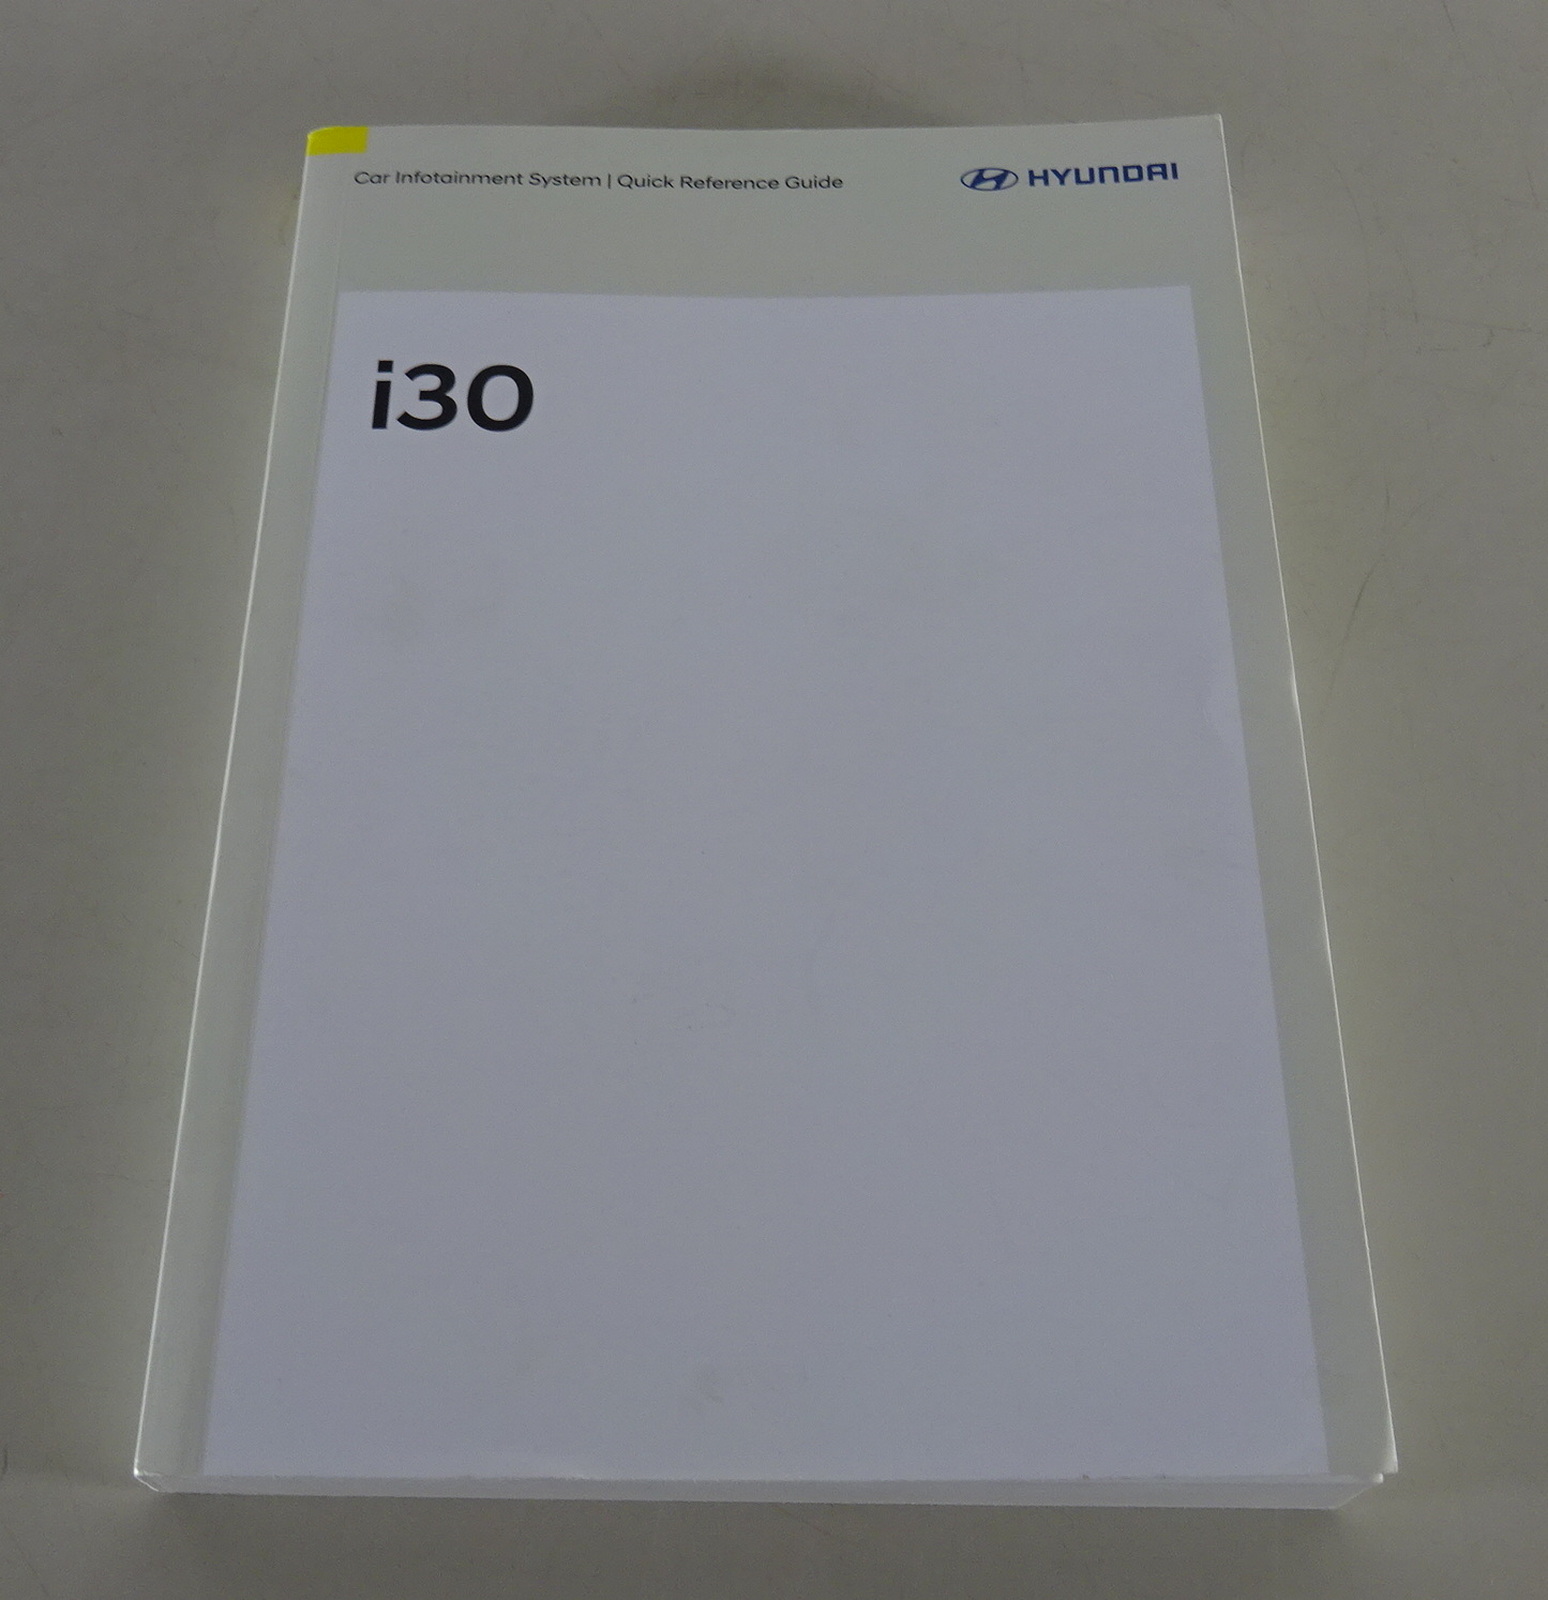 Car Infotainment System | Quick Reference Guide
HYUNDAI
i30